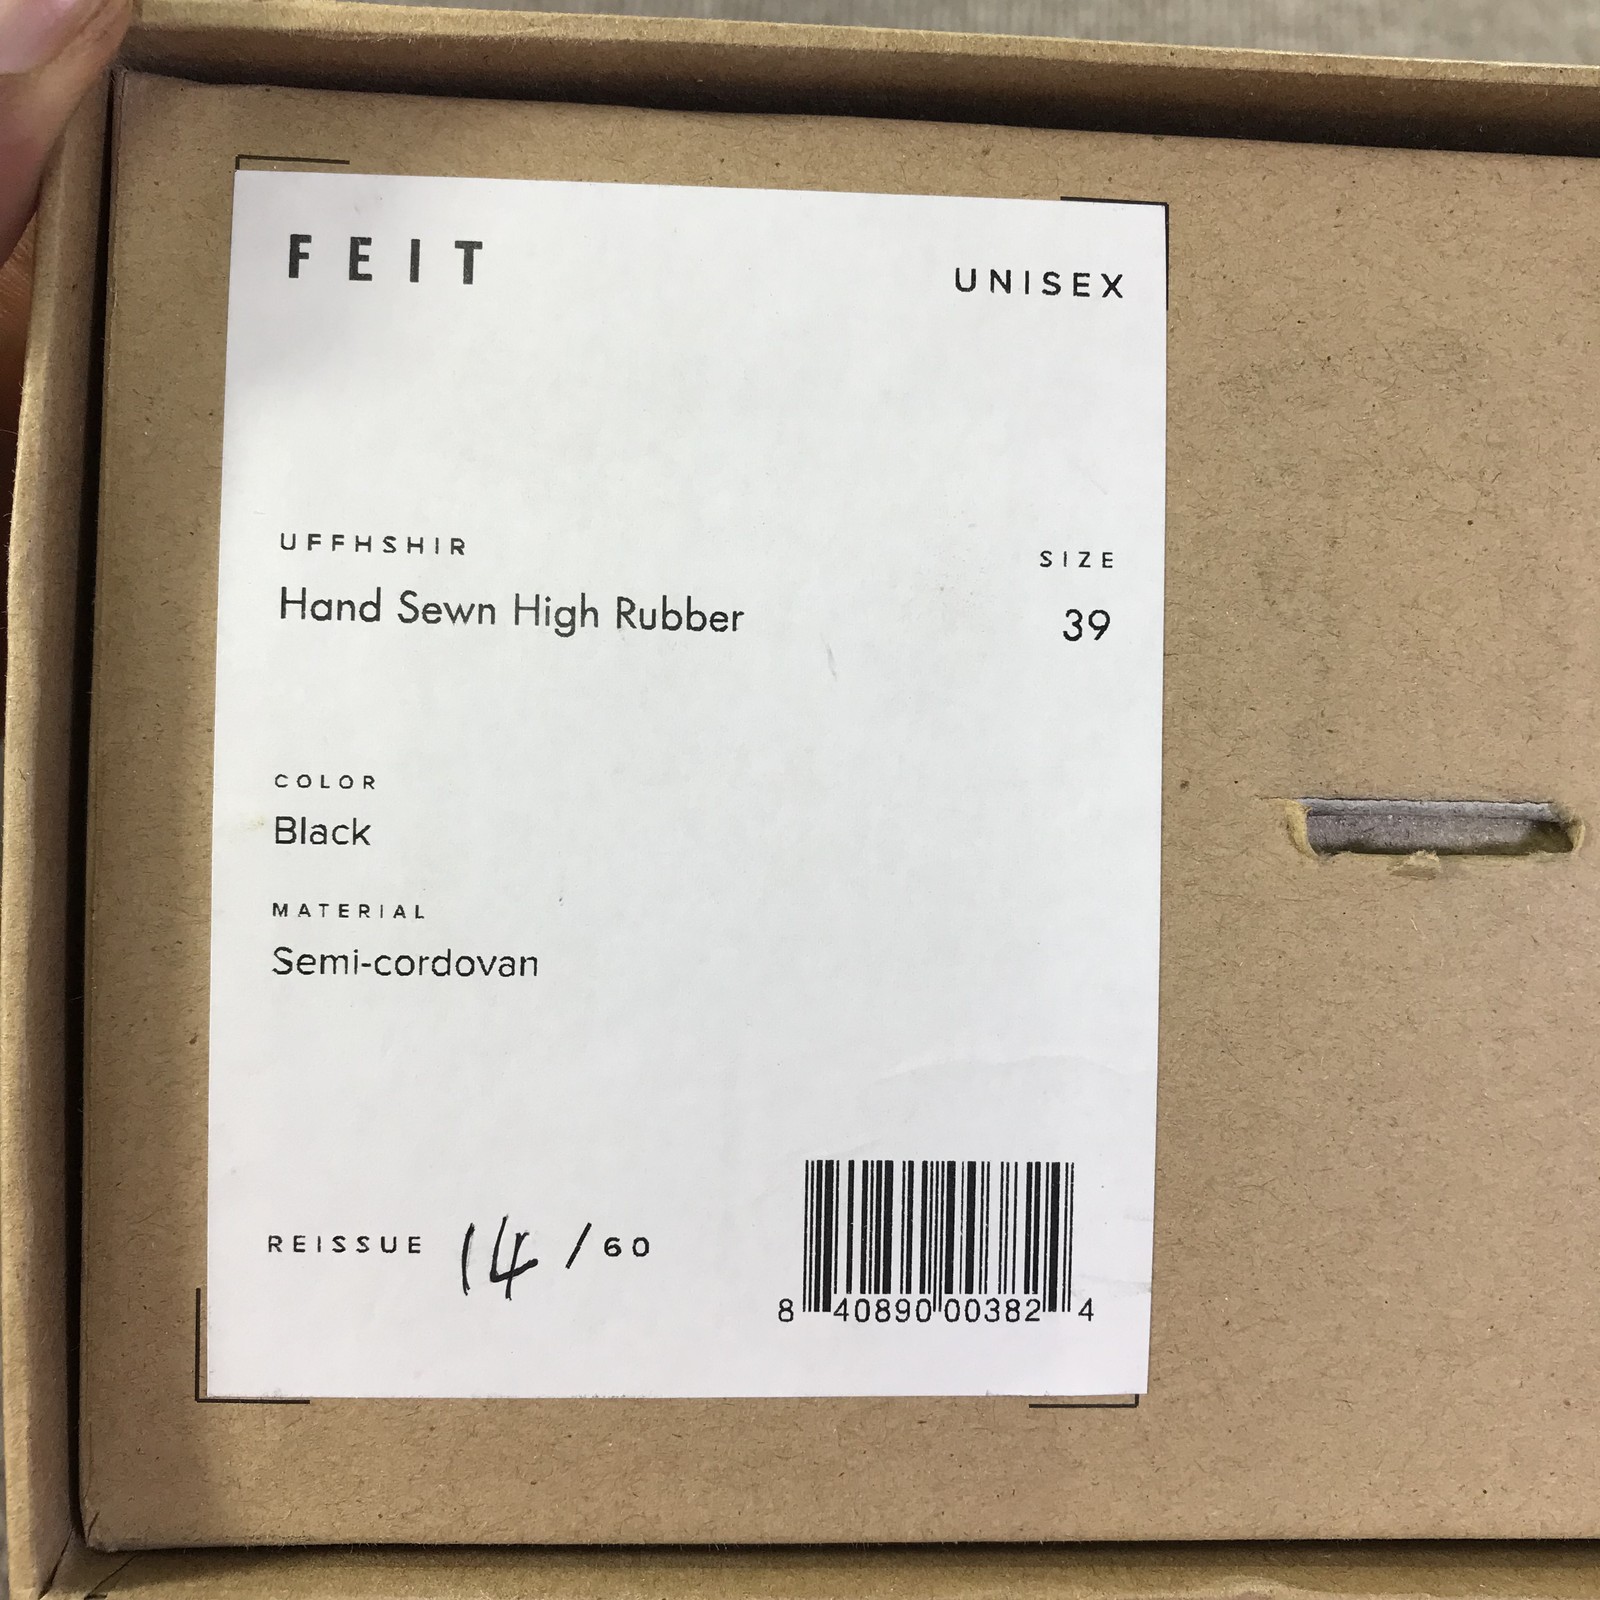 FEIT
UNISEX
UFFHSHIR
SIZE
Hand Sewn High Rubber
39
COLOR
Black
MATERIAL
Semi-cordovan
REISSUE 14 /60
8 40890 00382 4